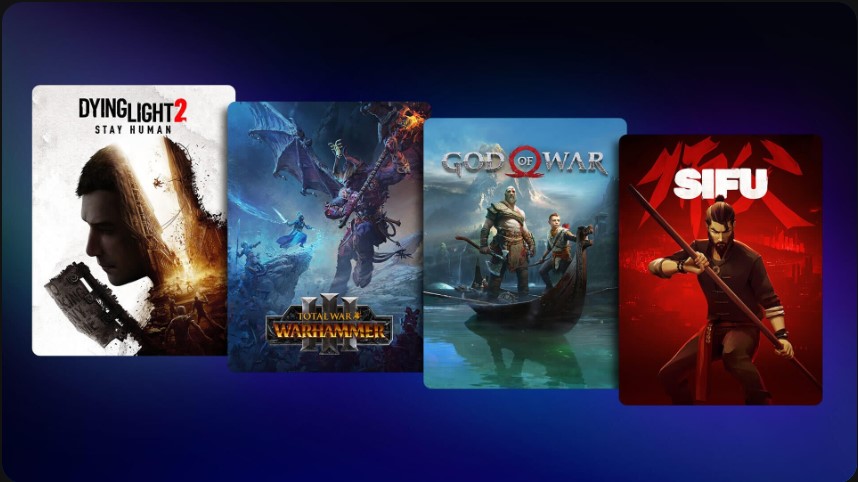 DYING LIGHT 2
STAY HUMAN
TOTAL WAR
WARHAMMER
III
GOD OF WAR
SIFU